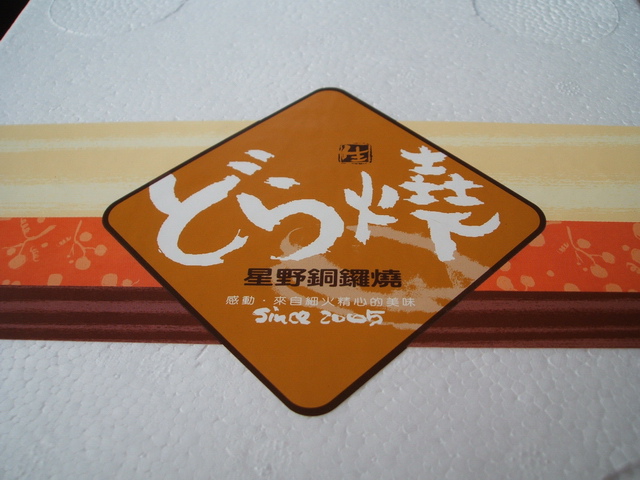 どら燒
星野銅鑼燒
感動・來自細火精心的美味
Since 2005